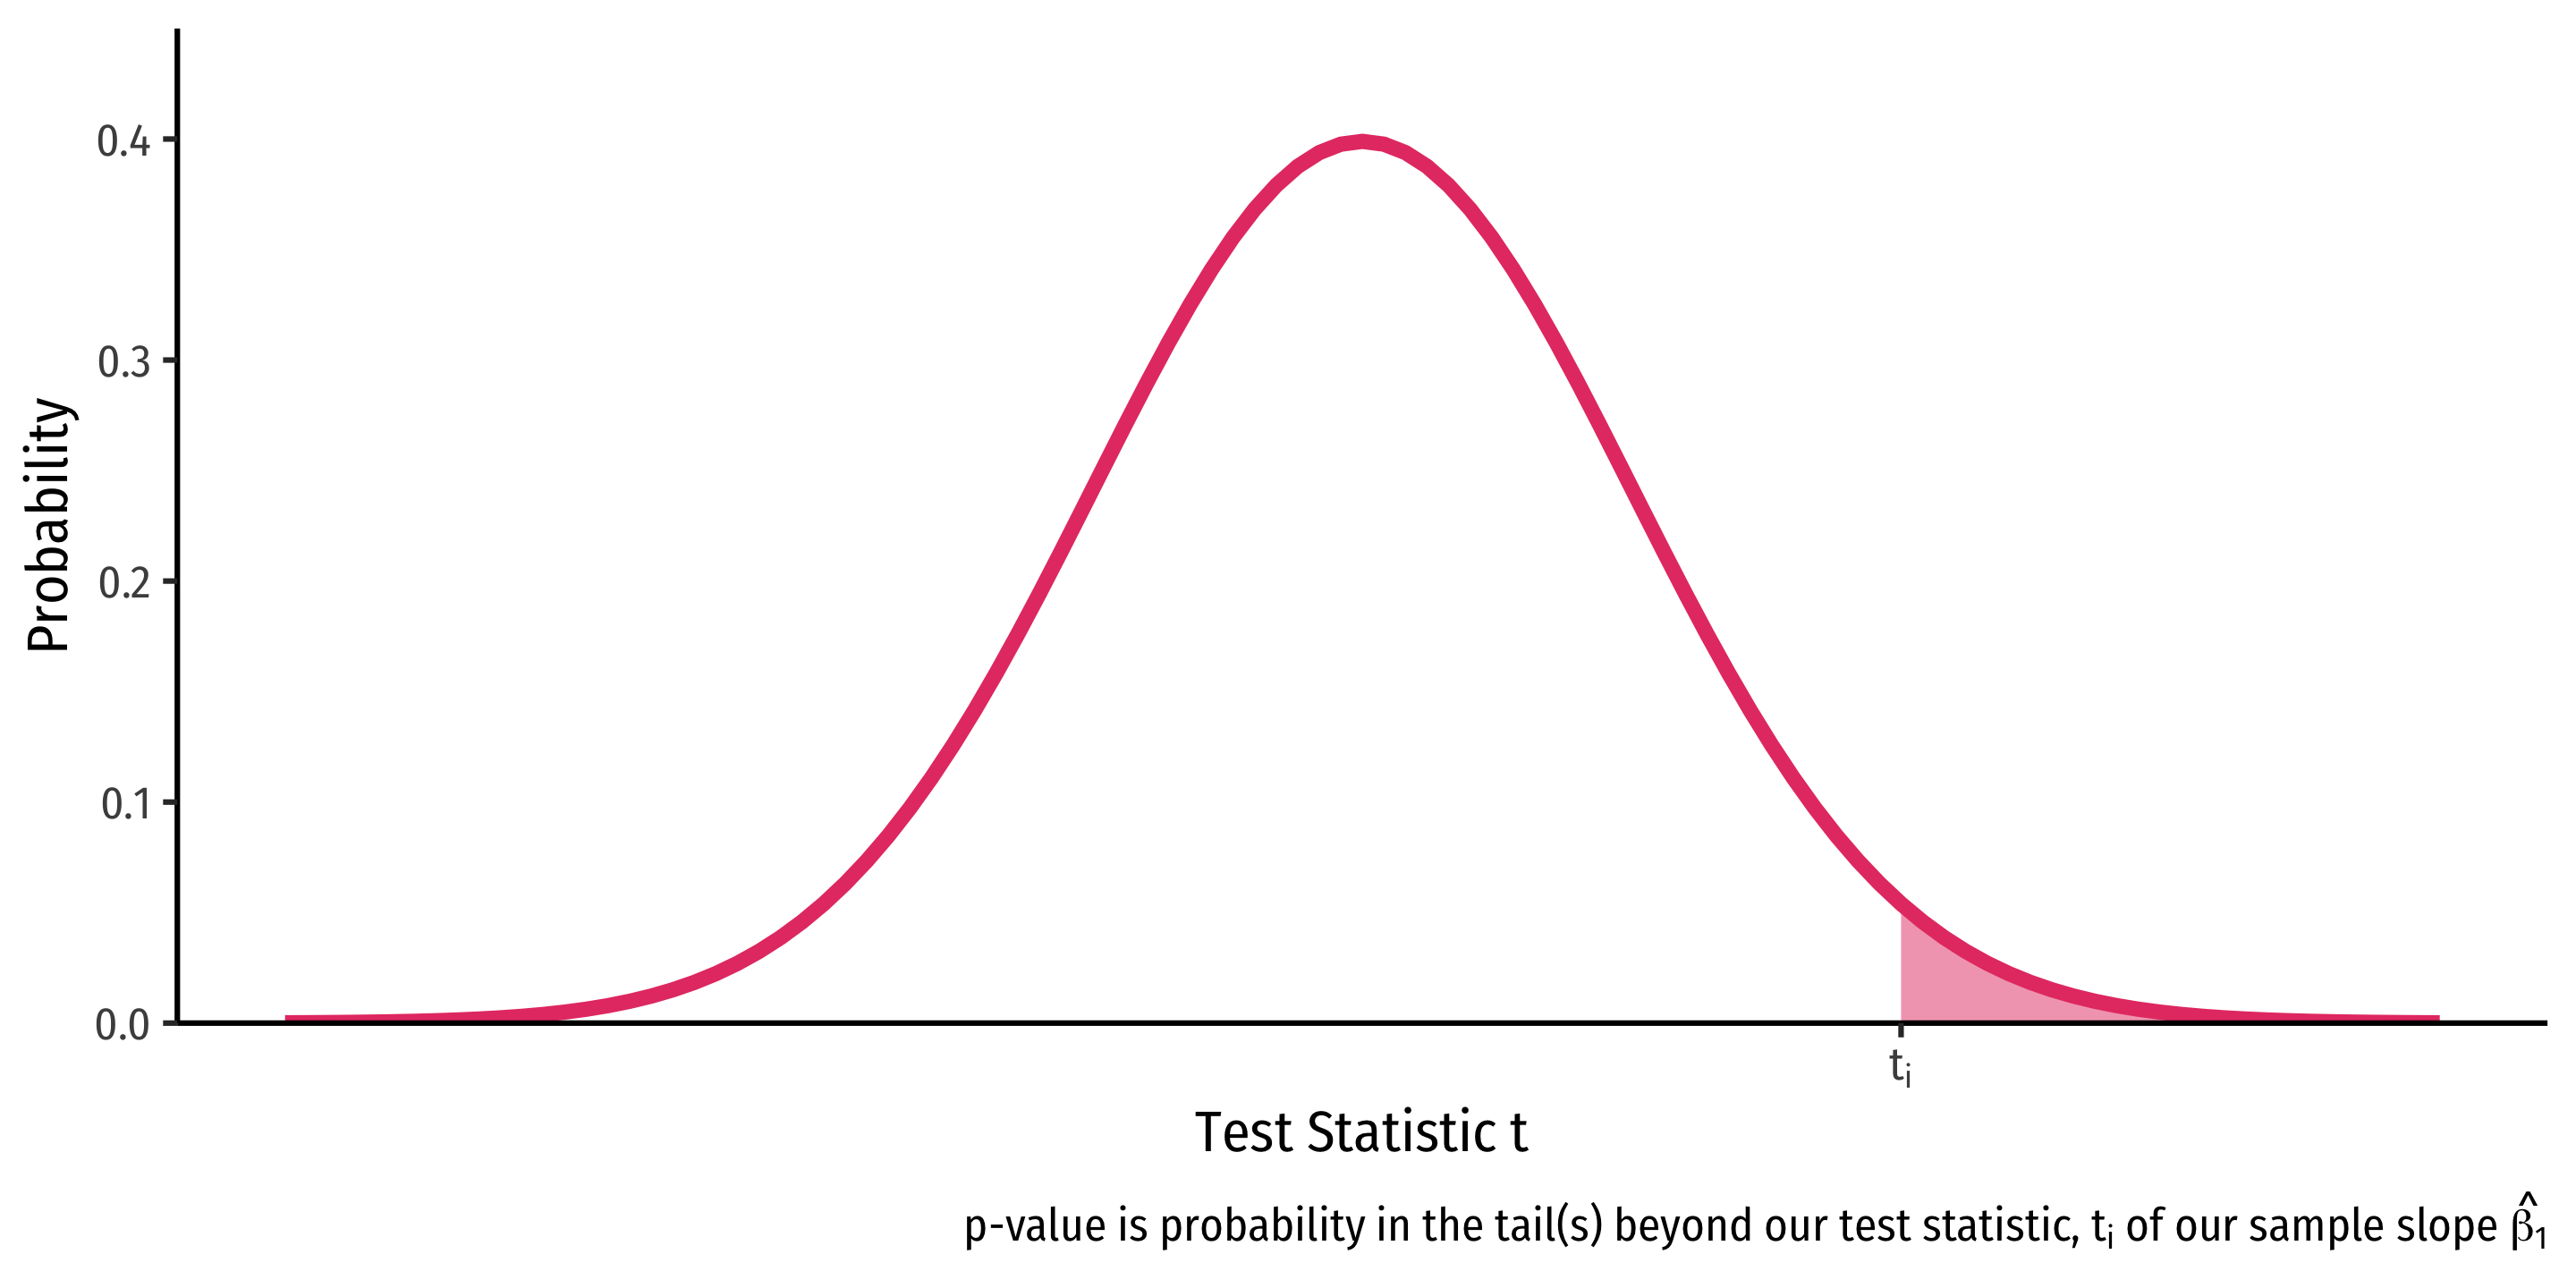 Probability
0.4
0.3
0.2
0.1
0.0
tᵢ
Test Statistic t
p-value is probability in the tail(s) beyond our test statistic, tᵢ of our sample slope β̂₁